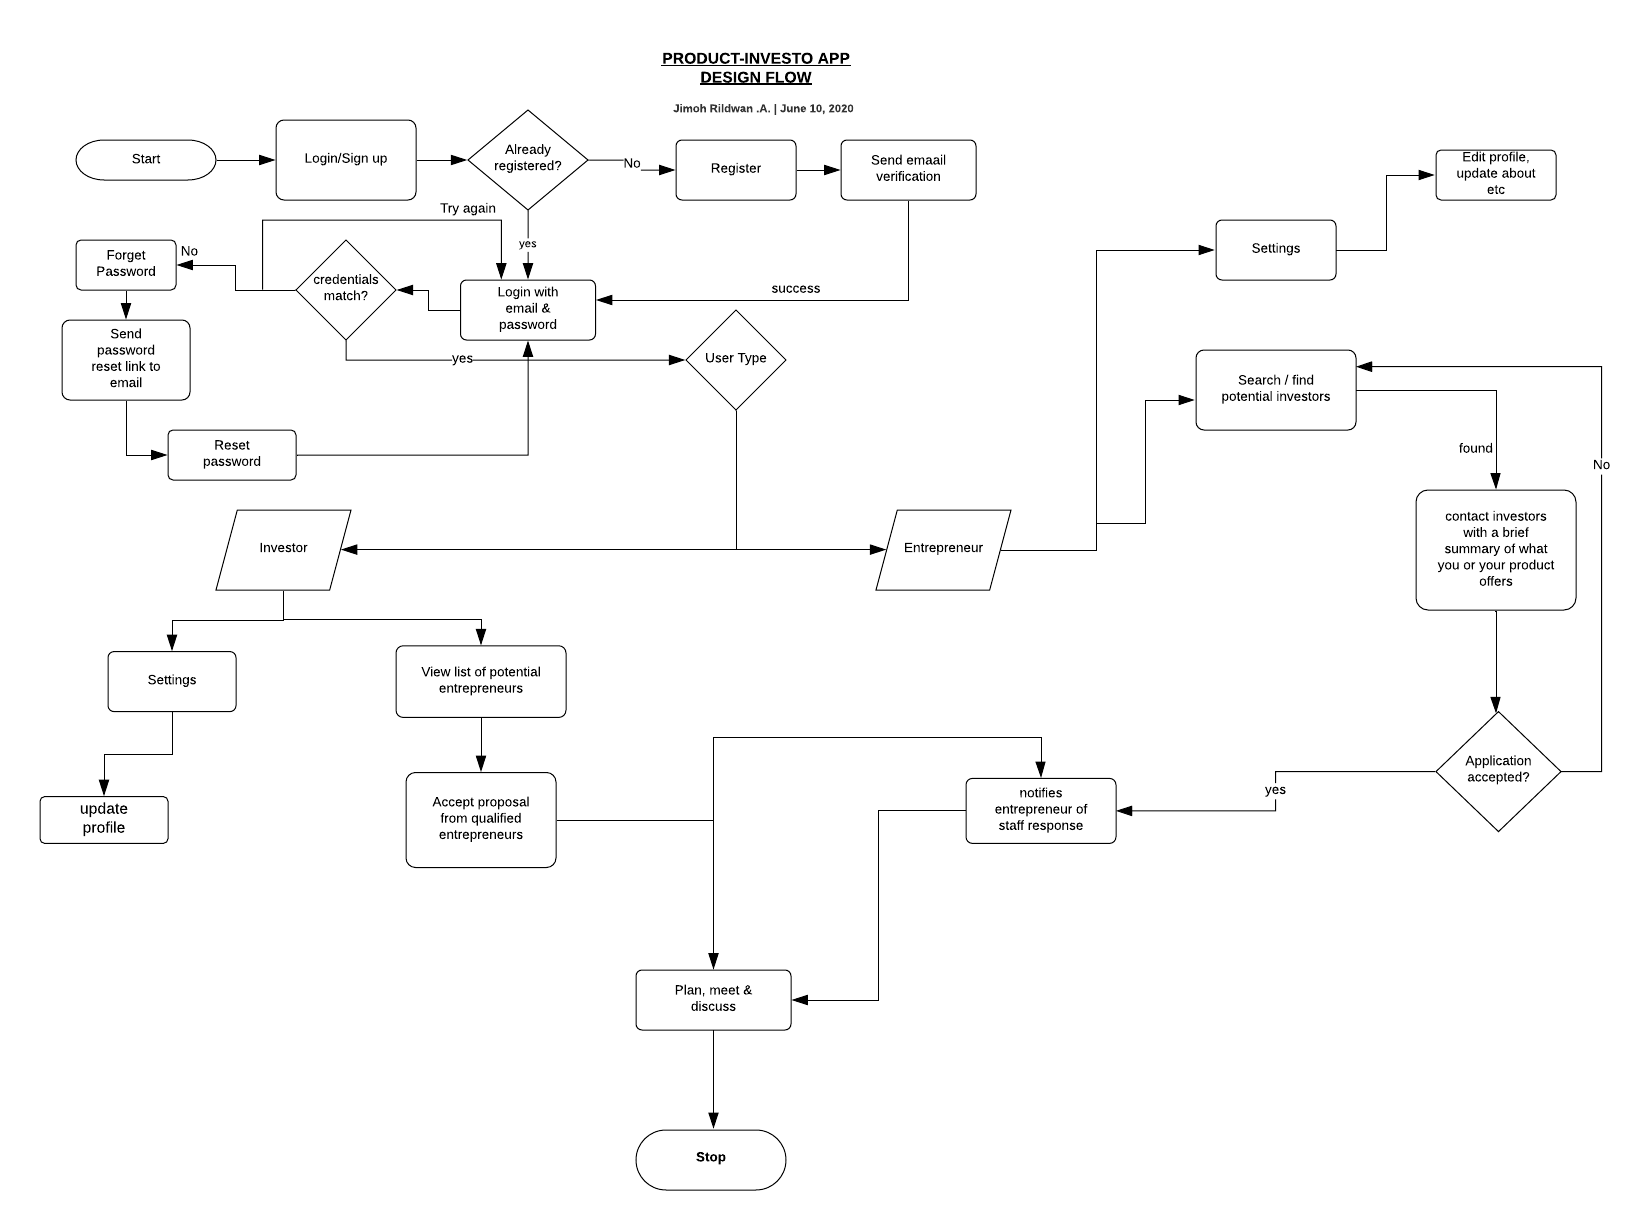 PRODUCT-INVESTO APP
DESIGN FLOW
Jimoh Rildwan .A. | June 10, 2020
Start
Login/Sign up
Already
registered?
No
Register
Send emaail
verification
Edit profile,
update about
etc
Try again
yes
Settings
Forget
Password
No
credentials
match?
Login with
email &
password
success
Send
password
reset link to
email
yes
User Type
Search / find
potential investors
Reset
password
found
No
contact investors
with a brief
summary of what
you or your product
offers
Investor
Entrepreneur
Settings
View list of potential
entrepreneurs
Application
accepted?
yes
update
profile
Accept proposal
from qualified
entrepreneurs
notifies
entrepreneur of
staff response
Plan, meet &
discuss
Stop